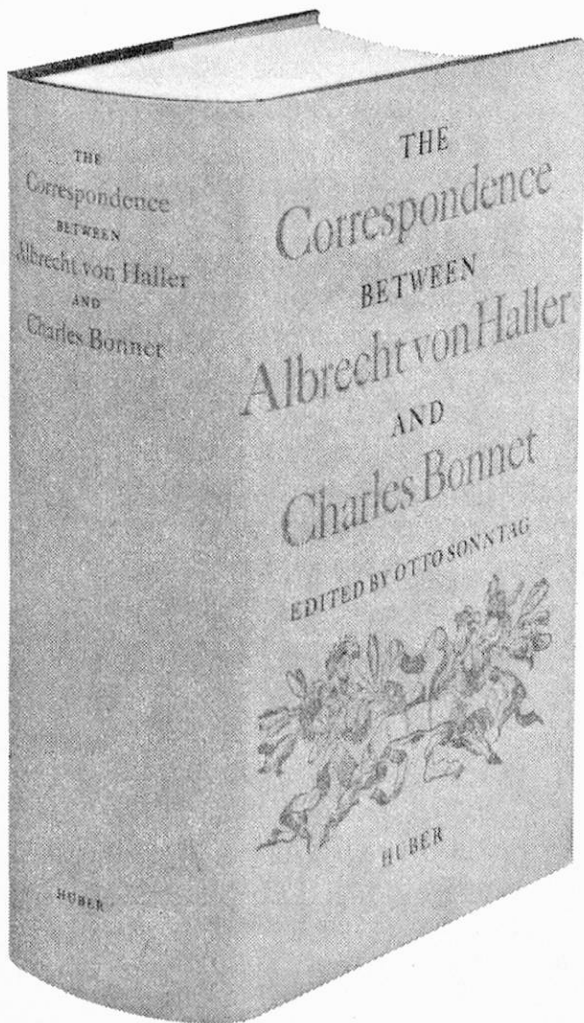 THE
Correspondence
BETWEEN
Albrecht von Haller
AND
Charles Bonnet
HUBER
THE
Correspondence
BETWEEN
Albrecht von Haller
AND
Charles Bonnet
EDITED BY OTTO SONNTAG
HUBER